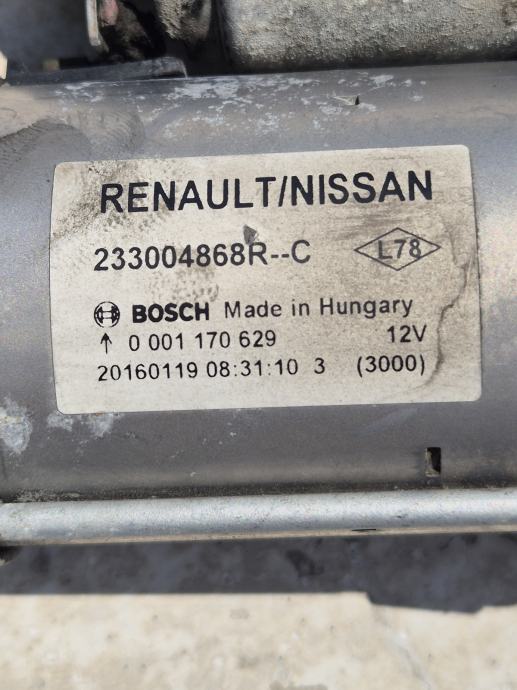 RENAULT/NISSAN
233004868R--C L78
BOSCH Made in Hungary
↑ 0 001 170 629 12V
20160119 08:31:10 3 (3000)